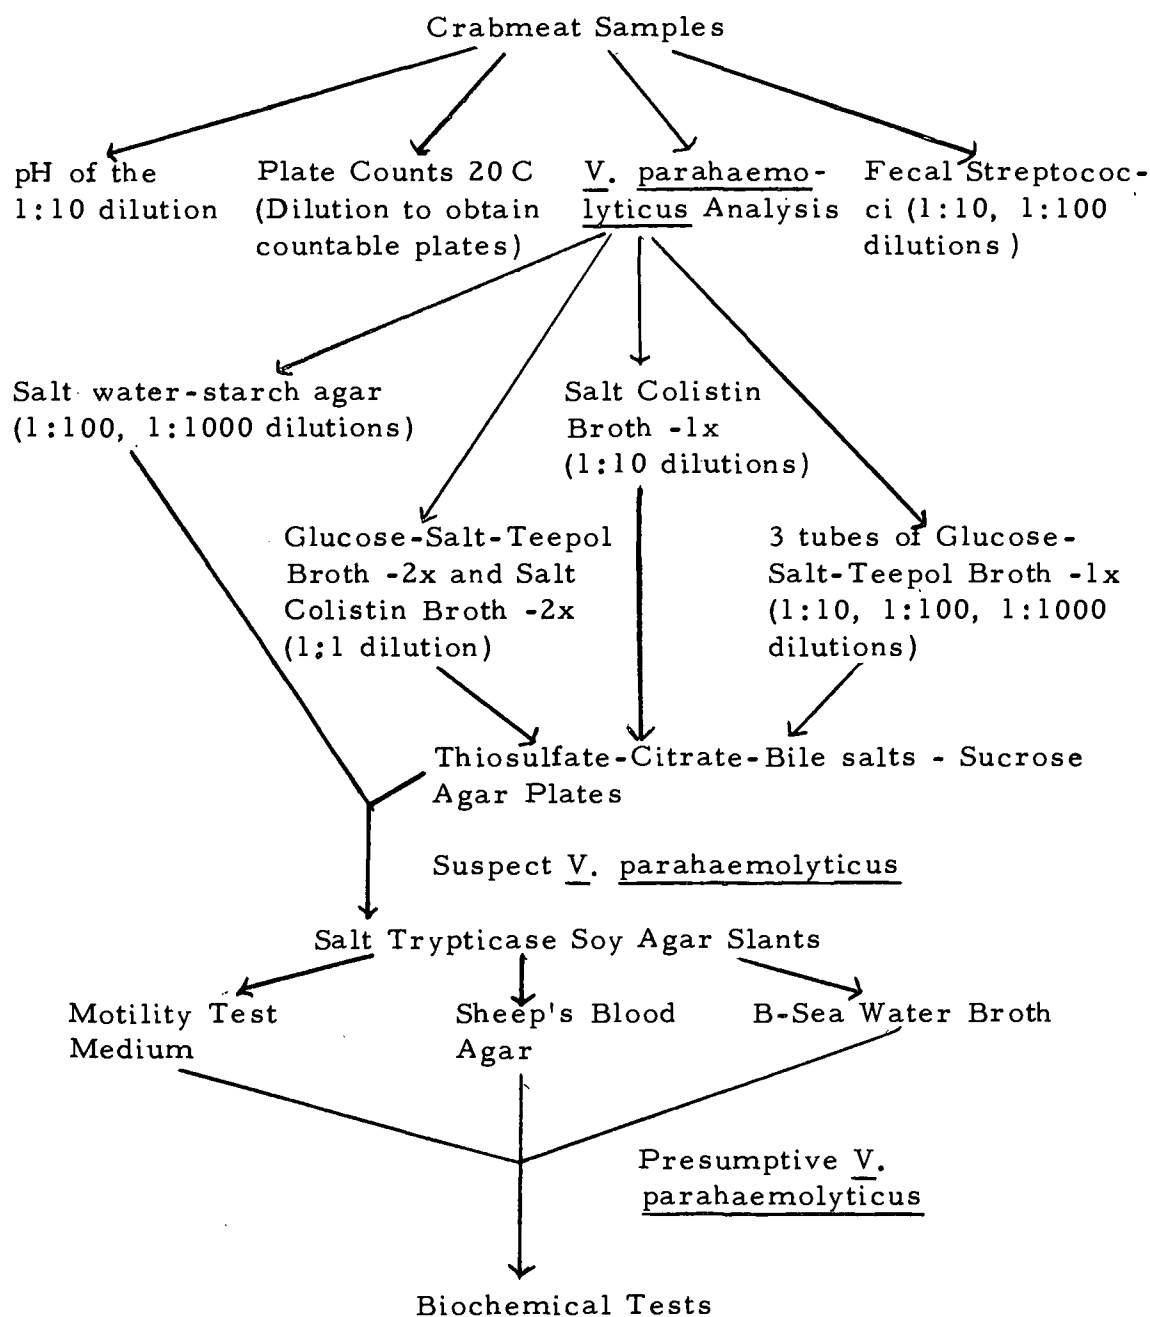 Crabmeat Samples
pH of the
1:10 dilution
Plate Counts 20 C
(Dilution to obtain
countable plates)
V. parahaemo-
lyticus Analysis
Fecal Streptococ-
ci (1:10, 1:100
dilutions)
Salt water-starch agar
(1:100, 1:1000 dilutions)
Salt Colistin
Broth -1x
(1:10 dilutions)
Glucose-Salt-Teepol
Broth -2x and Salt
Colistin Broth -2x
(1:1 dilution)
3 tubes of Glucose-
Salt-Teepol Broth -1x
(1:10, 1:100, 1:1000
dilutions)
Thiosulfate-Citrate-Bile salts - Sucrose
Agar Plates
Suspect V. parahaemolyticus
Salt Trypticase Soy Agar Slants
Motility Test
Medium
Sheep's Blood
Agar
B-Sea Water Broth
Presumptive V.
parahaemolyticus
Biochemical Tests